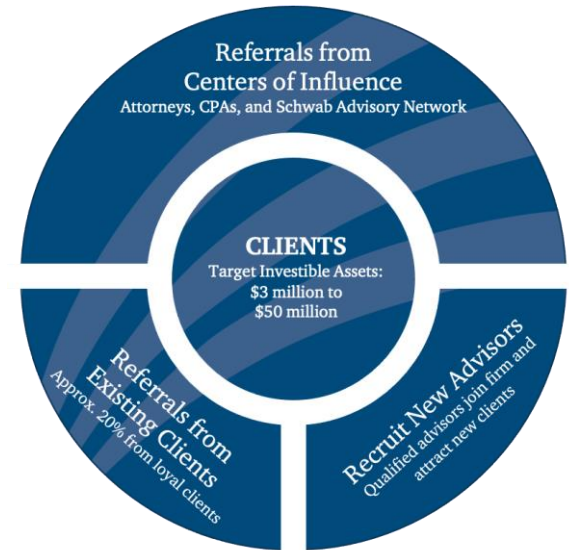 Referrals from
Centers of Influence
Attorneys, CPAs, and Schwab Advisory Network
CLIENTS
Target Investible Assets:
$3 million to
$50 million
Referrals from
Existing Clients
Approx. 20% from loyal clients
Recruit New Advisors
Qualified advisors join firm and
attract new clients